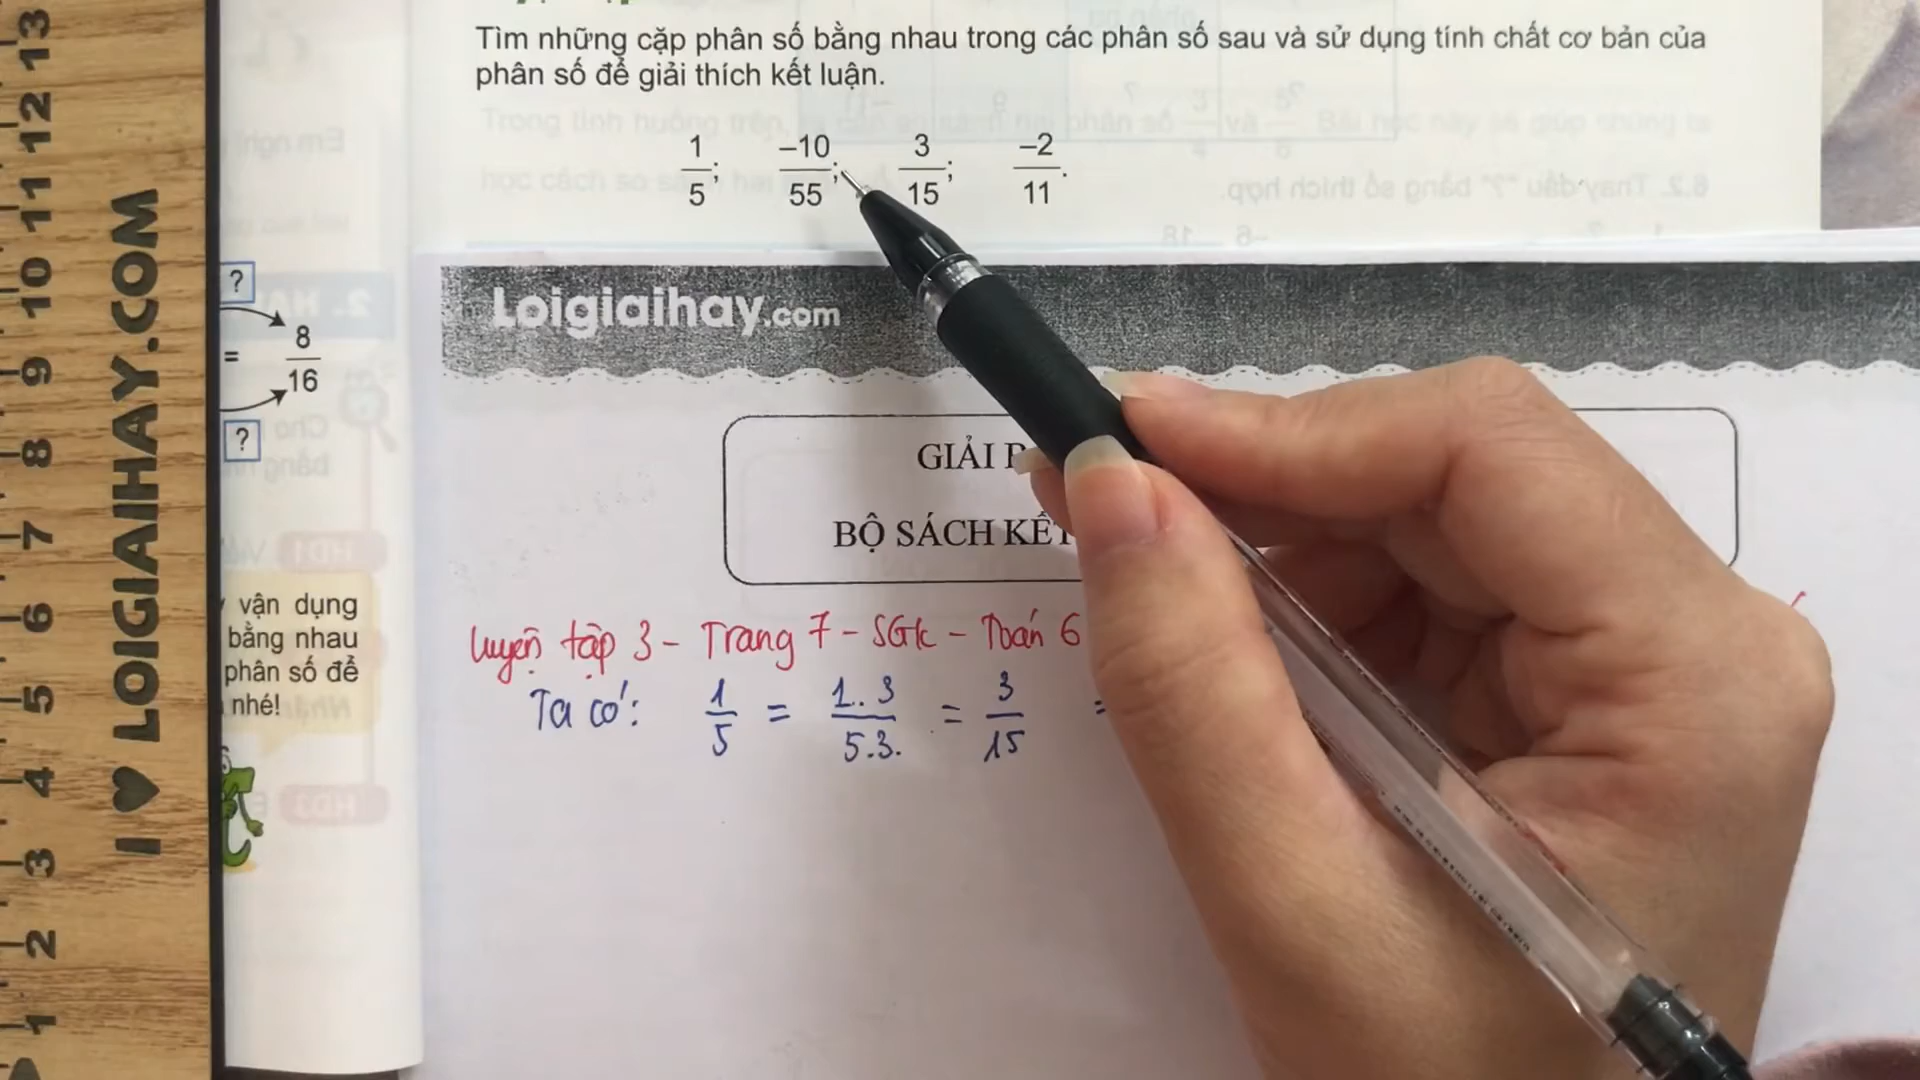 Tìm những cặp phân số bằng nhau trong các phân số sau và sử dụng tính chất cơ bản của
phân số để giải thích kết luận.
1/5; –10/55; 3/15; –2/11.
Loigiaihay.com
GIẢI
BỘ SÁCH KẾT
Luyện tập 3 - Trang 7 - SGK - Toán 6
Ta có: 1/5 = 1.3/5.3. = 3/15 =
?
= 8/16
?
vận dụng
bằng nhau
phân số để
nhé!
I ♥ LOIGIAIHAY.COM
1 2 3 4 5 6 7 8 9 10 11 12 13